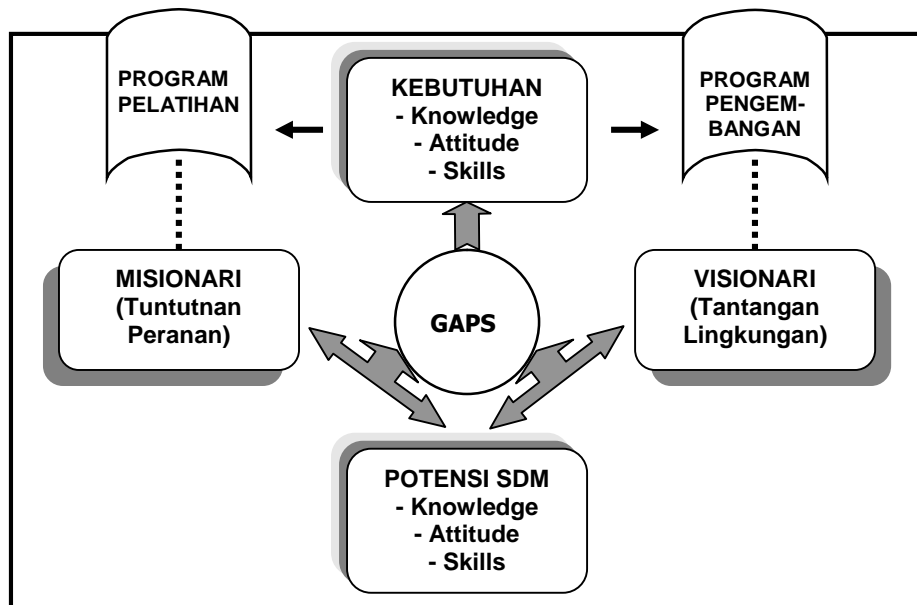 PROGRAM
PELATIHAN
KEBUTUHAN
- Knowledge
- Attitude
- Skills
PROGRAM
PENGEM-
BANGAN
MISIONARI
(Tuntutnan
Peranan)
GAPS
VISIONARI
(Tantangan
Lingkungan)
POTENSI SDM
- Knowledge
- Attitude
- Skills